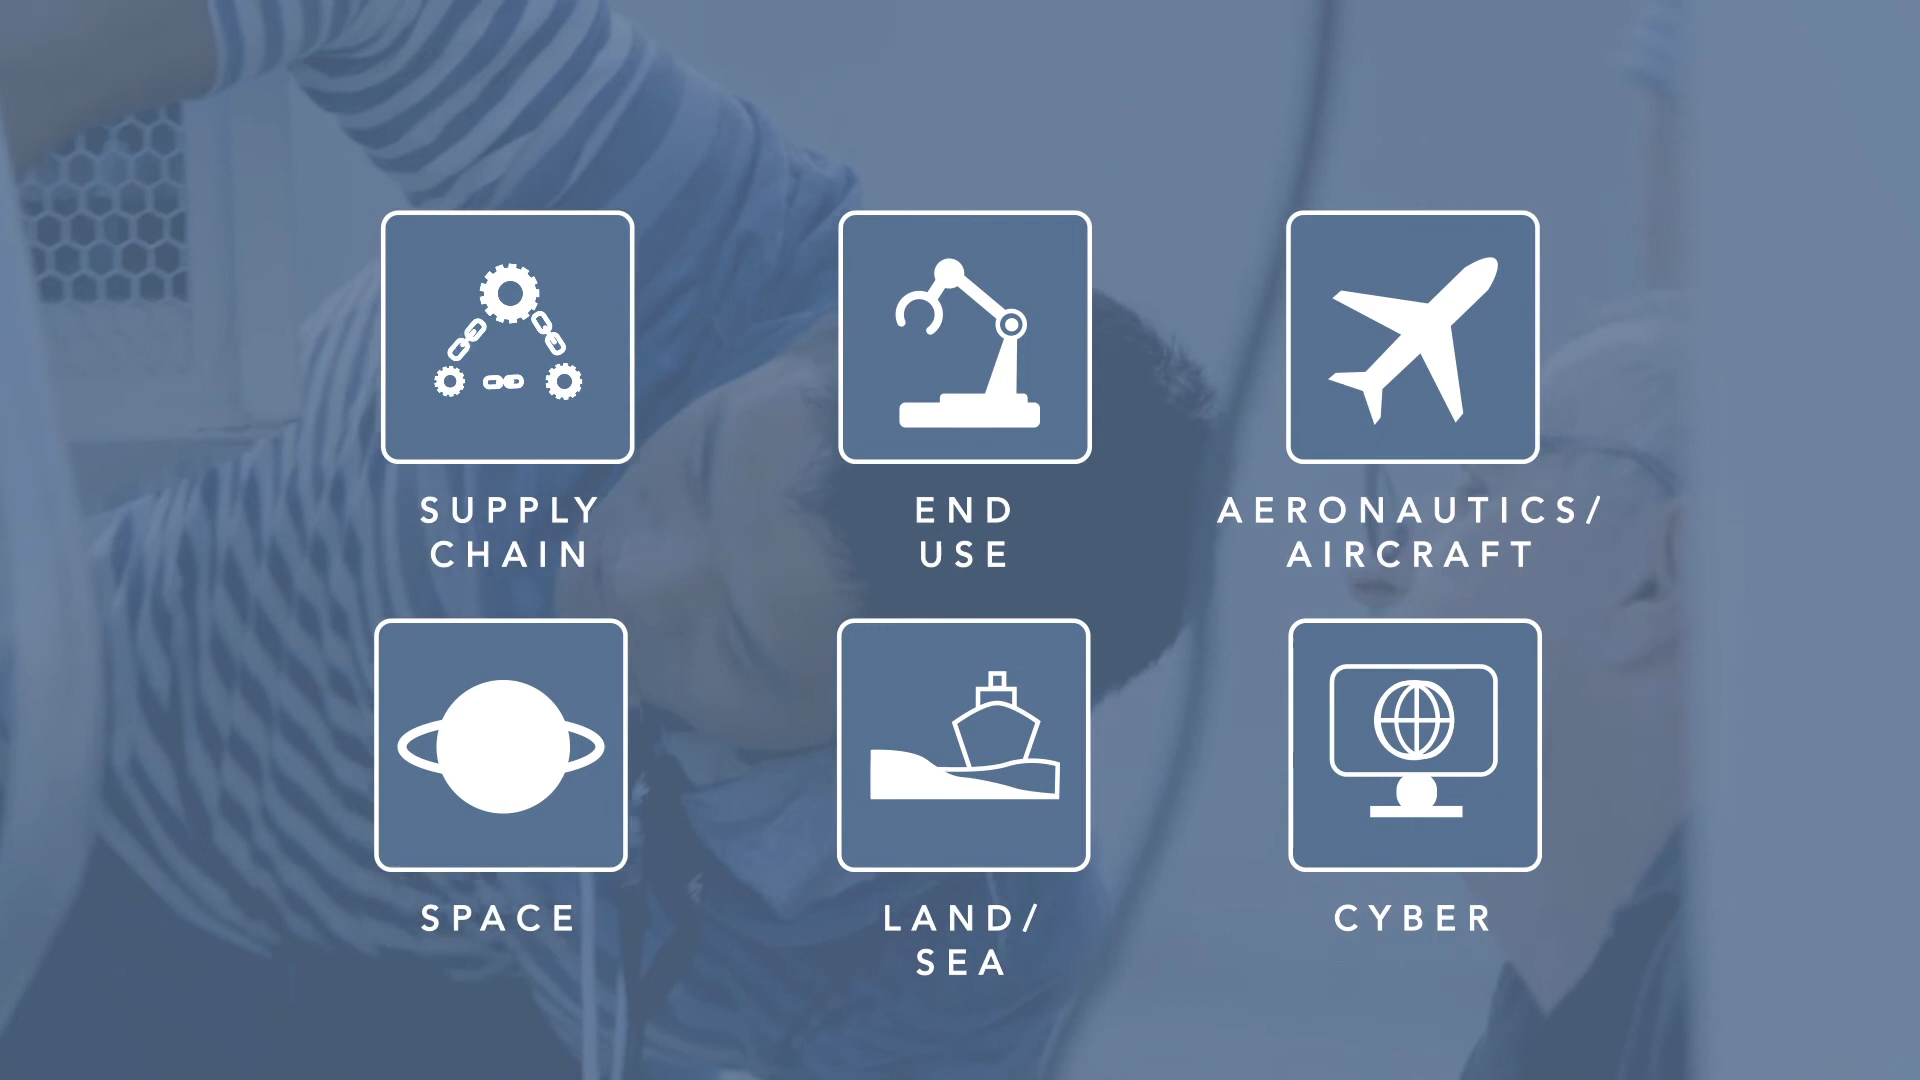 SUPPLY
CHAIN
END
USE
AERONAUTICS/
AIRCRAFT
SPACE
LAND/
SEA
CYBER